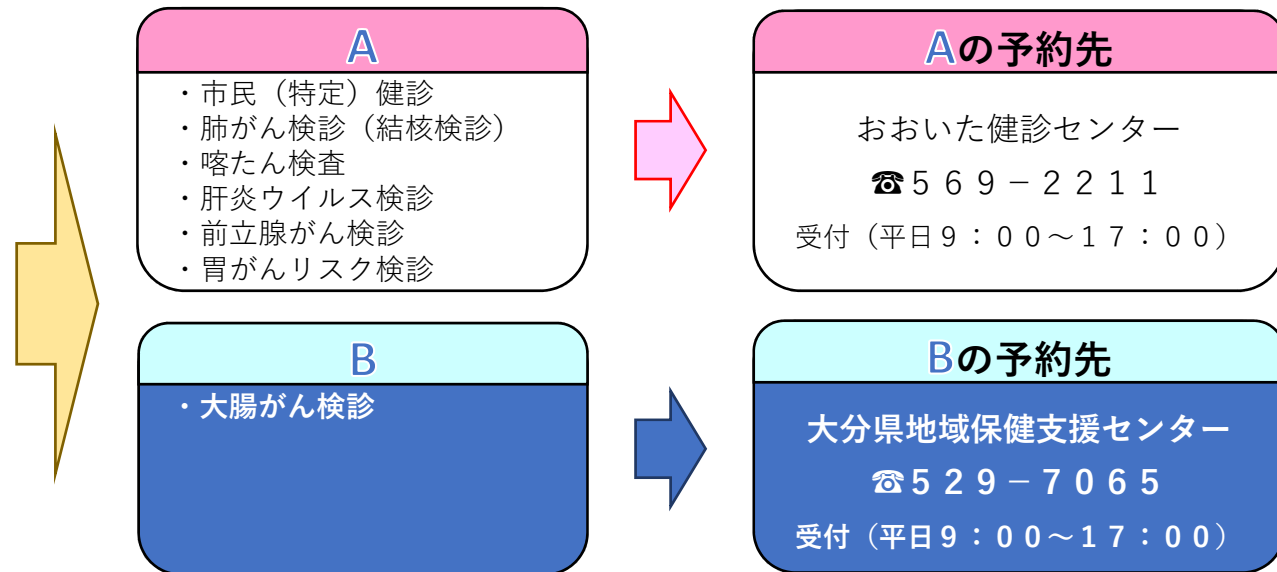 A
・市民（特定）健診
・肺がん検診（結核検診）
・喀たん検査
・肝炎ウイルス検診
・前立腺がん検診
・胃がんリスク検診
Aの予約先
おおいた健診センター
☎５６９－２２１１
受付（平日９：００～１７：００）
B
・大腸がん検診
Bの予約先
大分県地域保健支援センター
☎５２９－７０６５
受付（平日９：００～１７：００）